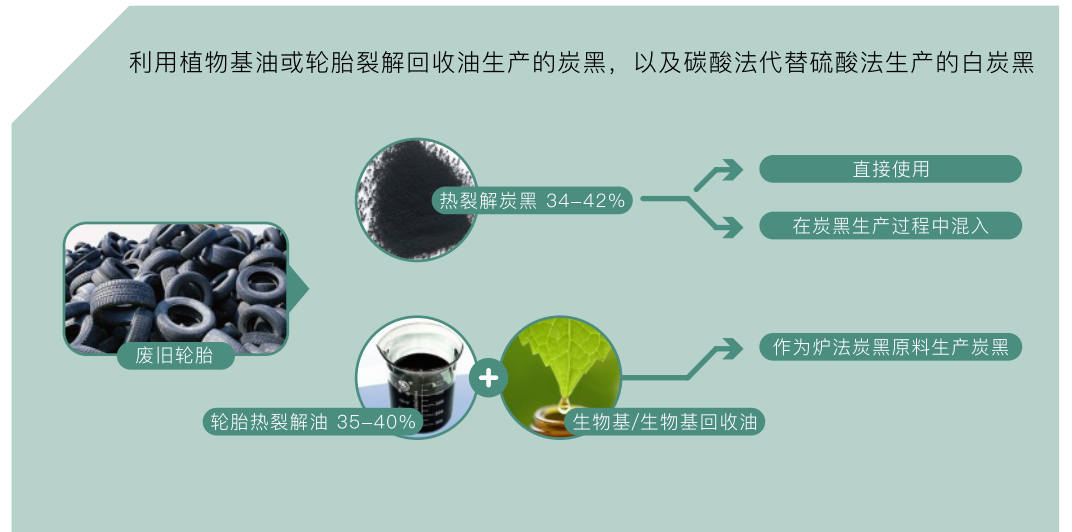 利用植物基油或轮胎裂解回收油生产的炭黑，以及碳酸法代替硫酸法生产的白炭黑
热裂解炭黑 34–42%
直接使用
在炭黑生产过程中混入
废旧轮胎
轮胎热裂解油 35–40%
生物基/生物基回收油
作为炉法炭黑原料生产炭黑